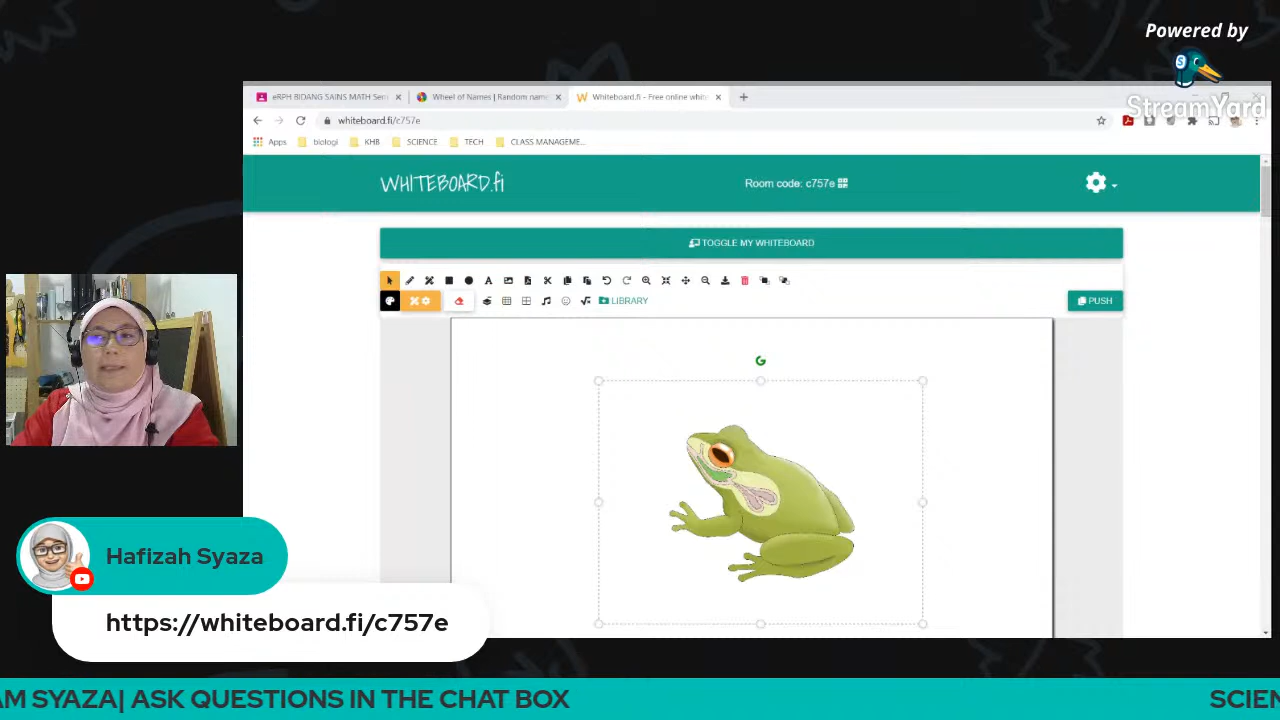 Powered by
StreamYard
eRPH BIDANG SAINS MATH Sem
Wheel of Names | Random name
Whiteboard.fi - Free online white
whiteboard.fi/c757e
Apps
biologi
KHB
SCIENCE
TECH
CLASS MANAGEME...
WHITEBOARD.fi
Room code: c757e
TOGGLE MY WHITEBOARD
LIBRARY
PUSH
Hafizah Syaza
https://whiteboard.fi/c757e
AM SYAZA| ASK QUESTIONS IN THE CHAT BOX
SCIEN